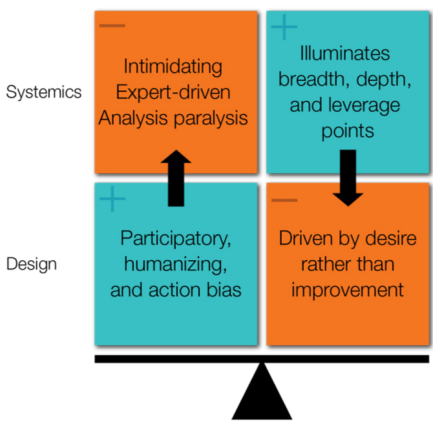 Systemics
−
Intimidating
Expert-driven
Analysis paralysis
+
Illuminates
breadth, depth,
and leverage
points
Design
+
Participatory,
humanizing,
and action bias
−
Driven by desire
rather than
improvement